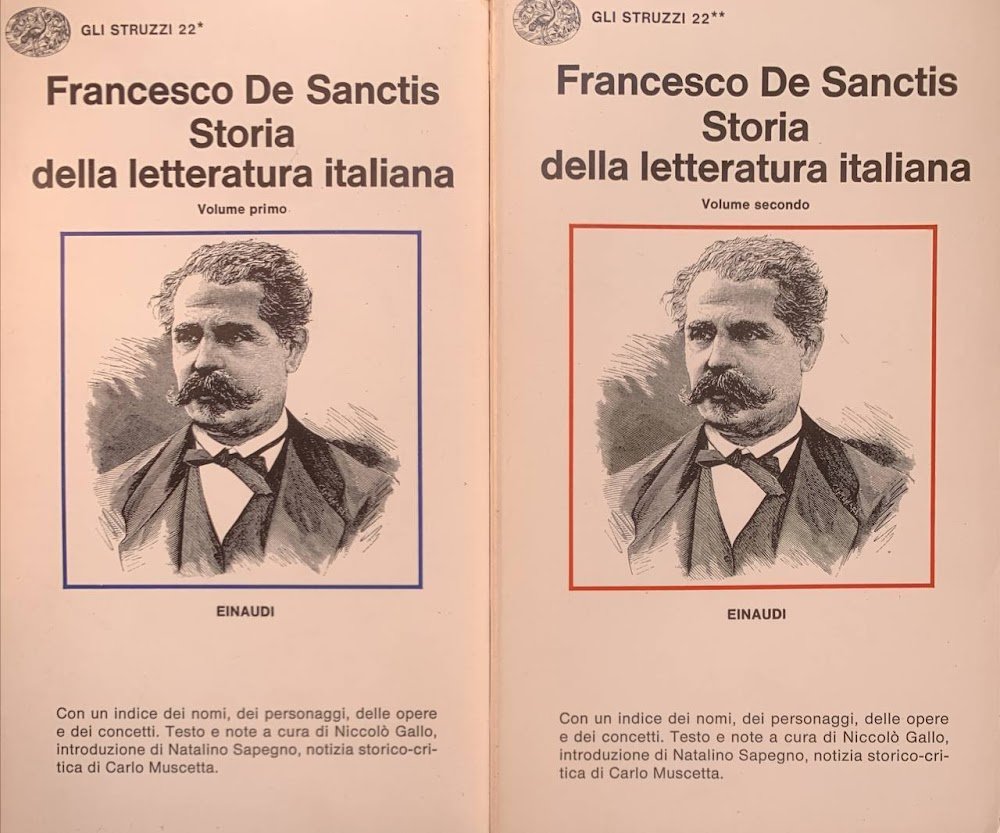 GLI STRUZZI 22*
Francesco De Sanctis
Storia
della letteratura italiana
Volume primo
EINAUDI
Con un indice dei nomi, dei personaggi, delle opere
e dei concetti. Testo e note a cura di Niccolò Gallo,
introduzione di Natalino Sapegno, notizia storico-cri-
tica di Carlo Muscetta.
GLI STRUZZI 22**
Francesco De Sanctis
Storia
della letteratura italiana
Volume secondo
EINAUDI
Con un indice dei nomi, dei personaggi, delle opere
e dei concetti. Testo e note a cura di Niccolò Gallo,
introduzione di Natalino Sapegno, notizia storico-cri-
tica di Carlo Muscetta.